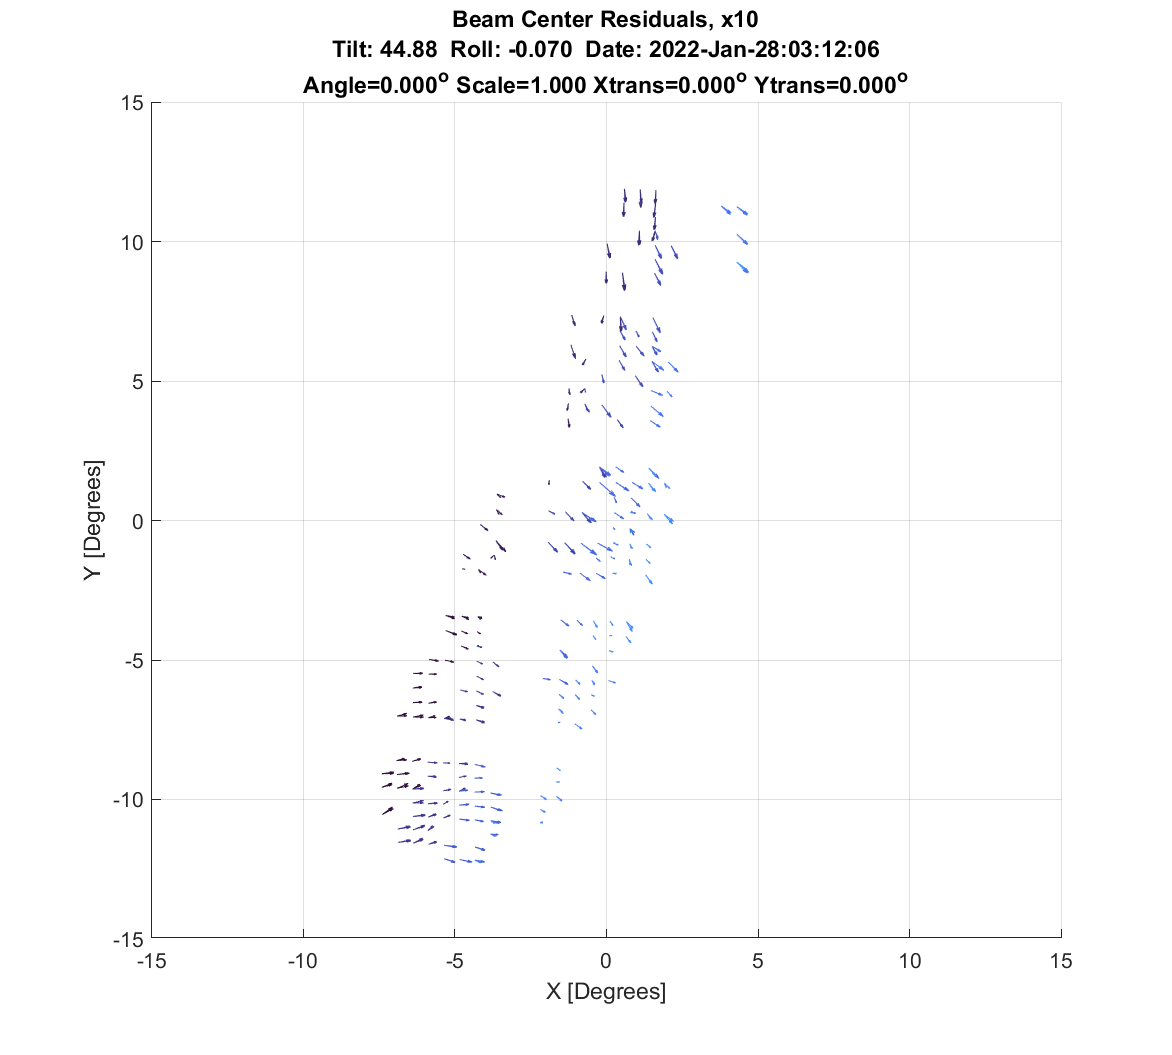 Beam Center Residuals, x10
Tilt: 44.88 Roll: -0.070 Date: 2022-Jan-28:03:12:06
Angle=0.000° Scale=1.000 Xtrans=0.000° Ytrans=0.000°
15
10
5
0
-5
-10
-15
Y [Degrees]
-15 -10 -5 0 5 10 15
X [Degrees]